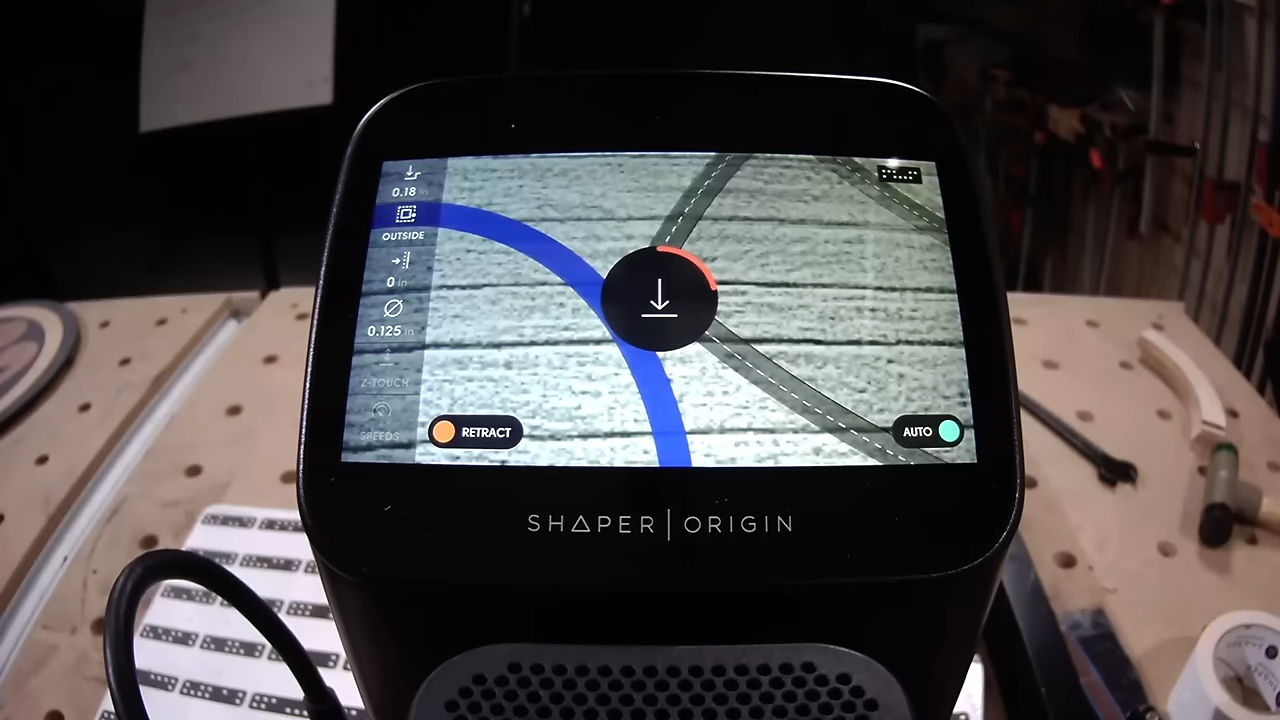 0.18 in
OUTSIDE
0 in
0.125 in
Z-TOUCH
SPEEDS
RETRACT
AUTO
SHAPER | ORIGIN